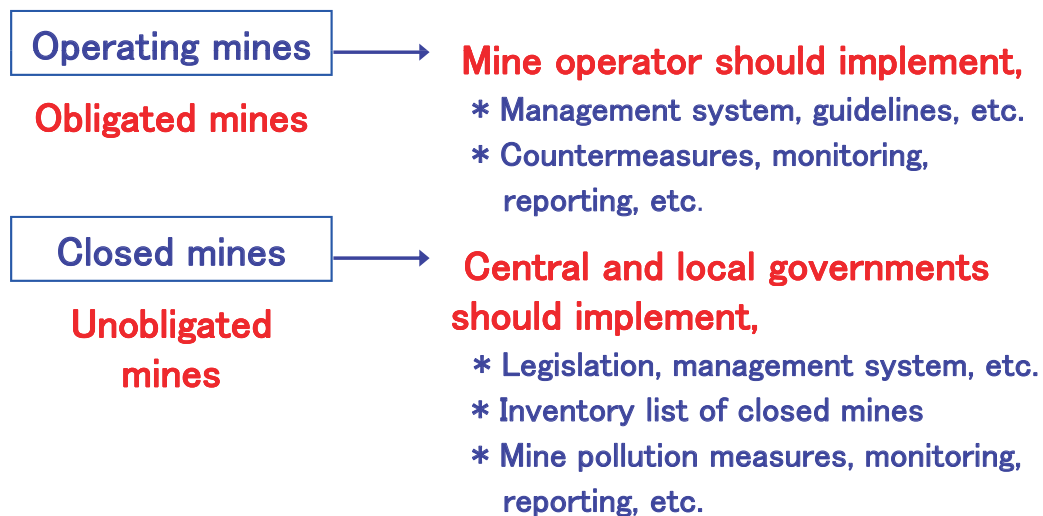 Operating mines
Obligated mines
Mine operator should implement,
* Management system, guidelines, etc.
* Countermeasures, monitoring,
reporting, etc.
Closed mines
Unobligated
mines
Central and local governments
should implement,
* Legislation, management system, etc.
* Inventory list of closed mines
* Mine pollution measures, monitoring,
reporting, etc.